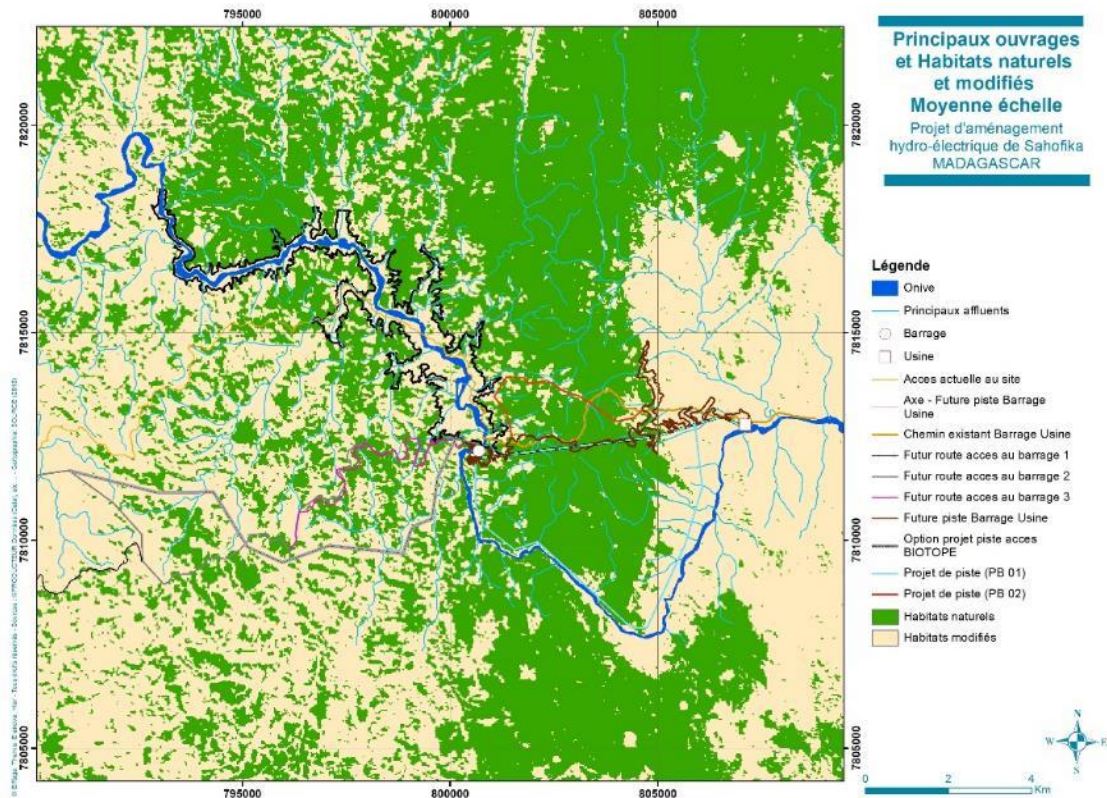 795000 800000 805000
7820000 7820000
7815000 7815000
7810000 7810000
7805000 7805000
795000 800000 805000
Principaux ouvrages
et Habitats naturels
et modifiés
Moyenne échelle
Projet d'aménagement
hydro-électrique de Sahofika
MADAGASCAR
Légende
Onive
Principaux affluents
Barrage
Usine
Acces actuelle au site
Axe - Future piste Barrage
Usine
Chemin existant Barrage Usine
Futur route acces au barrage 1
Futur route acces au barrage 2
Futur route acces au barrage 3
Future piste Barrage Usine
Option projet piste acces
BIOTOPE
Projet de piste (PB 01)
Projet de piste (PB 02)
Habitats naturels
Habitats modifiés
N
W E
S
0 2 4
Km